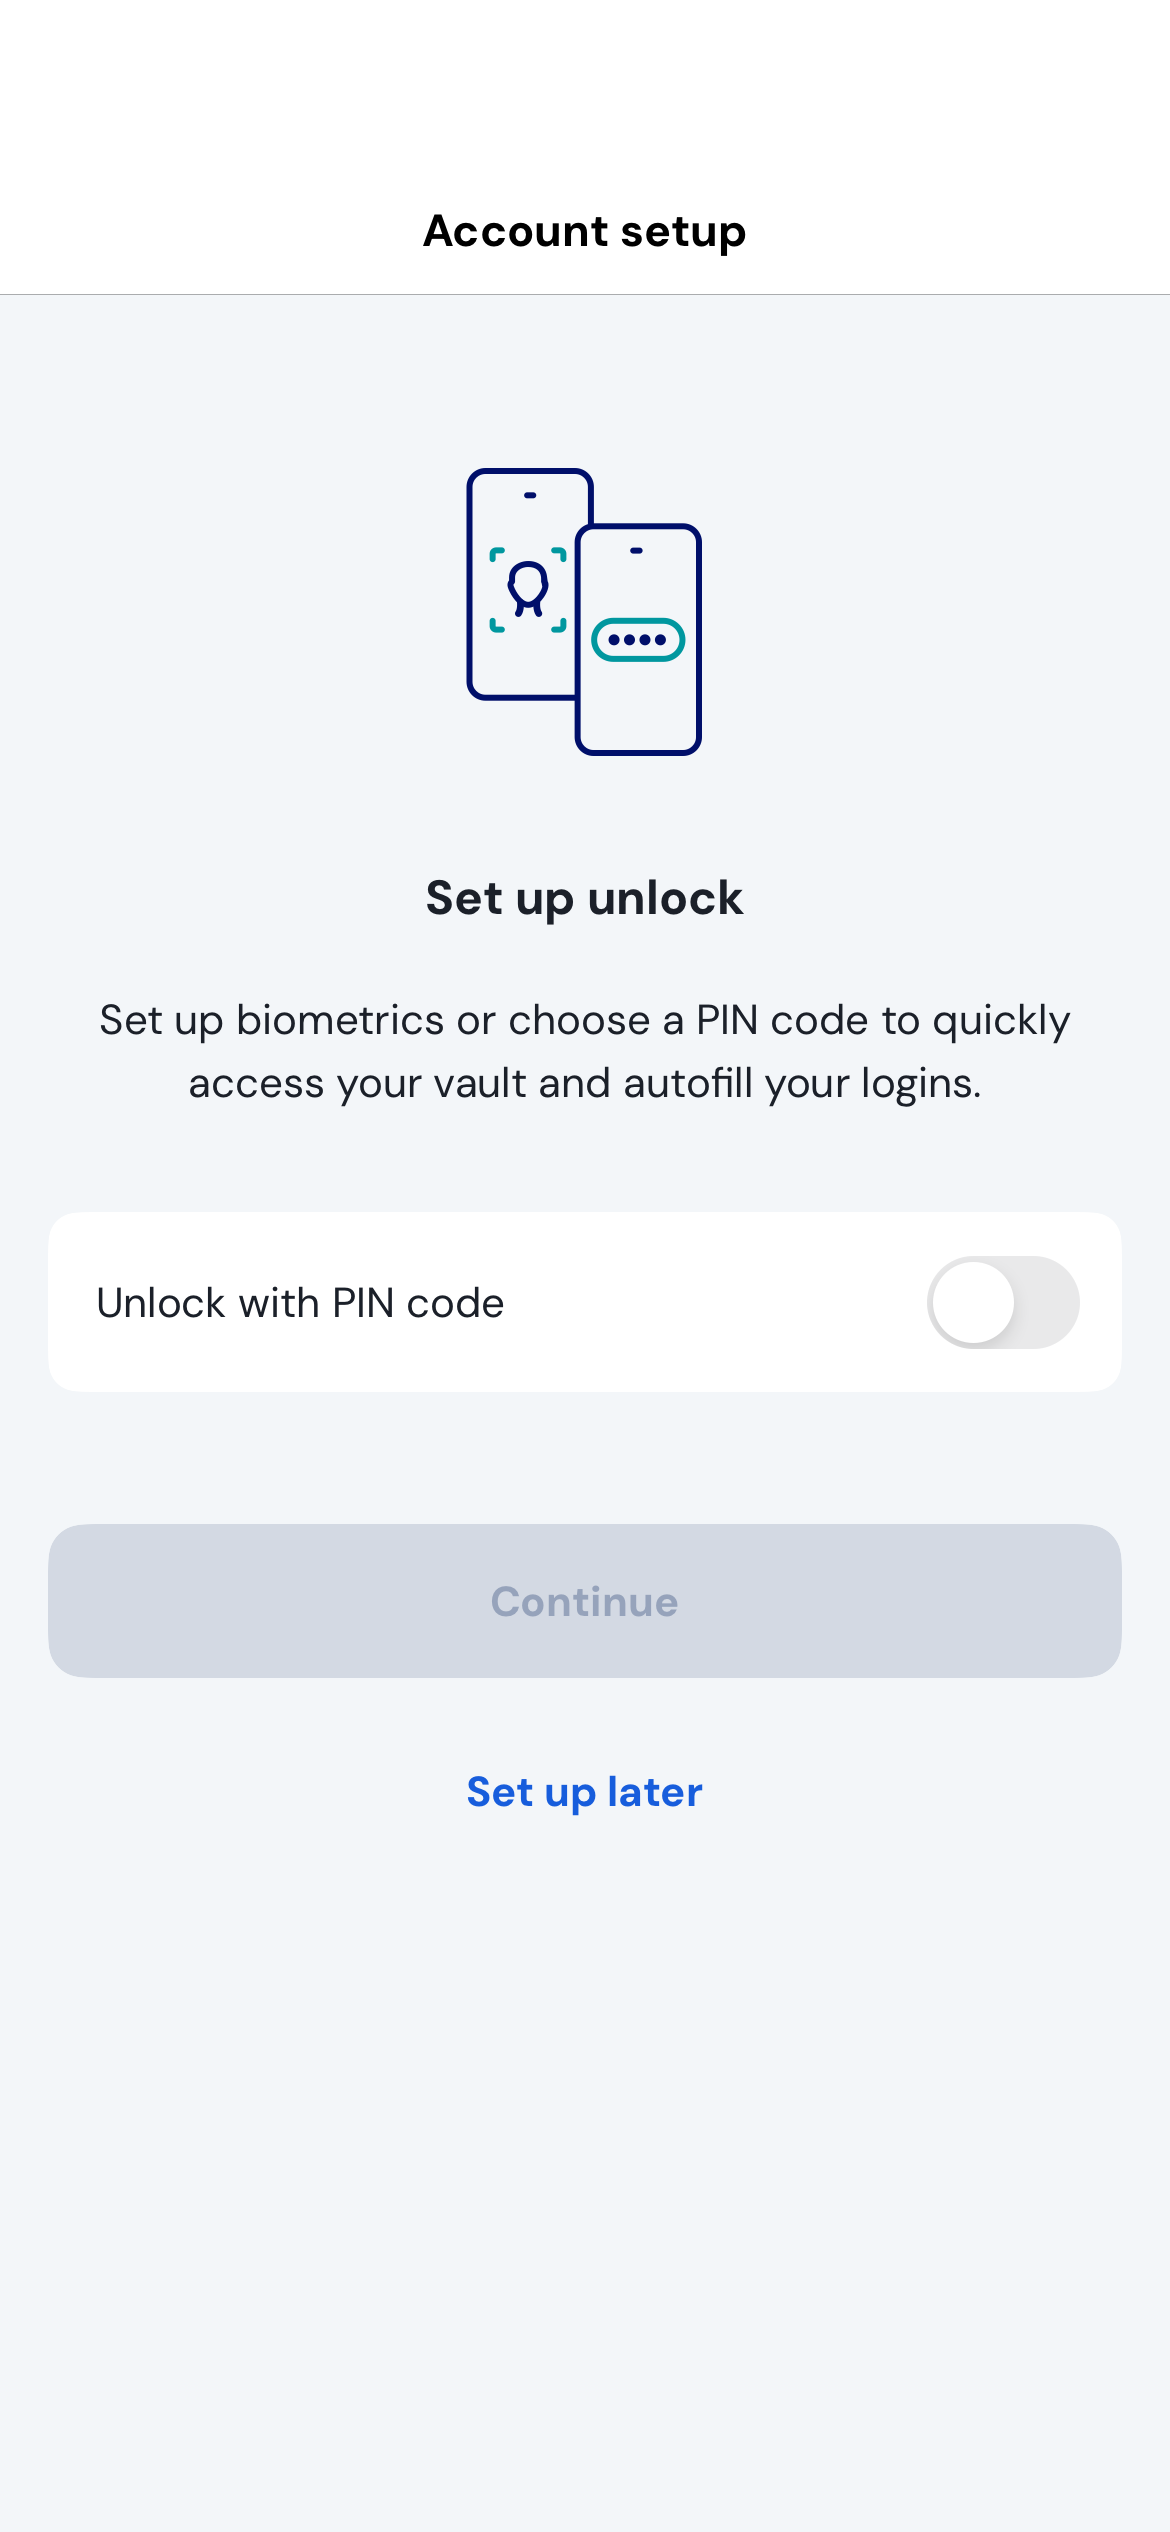 Account setup
Set up unlock
Set up biometrics or choose a PIN code to quickly
access your vault and autofill your logins.
Unlock with PIN code
Continue
Set up later